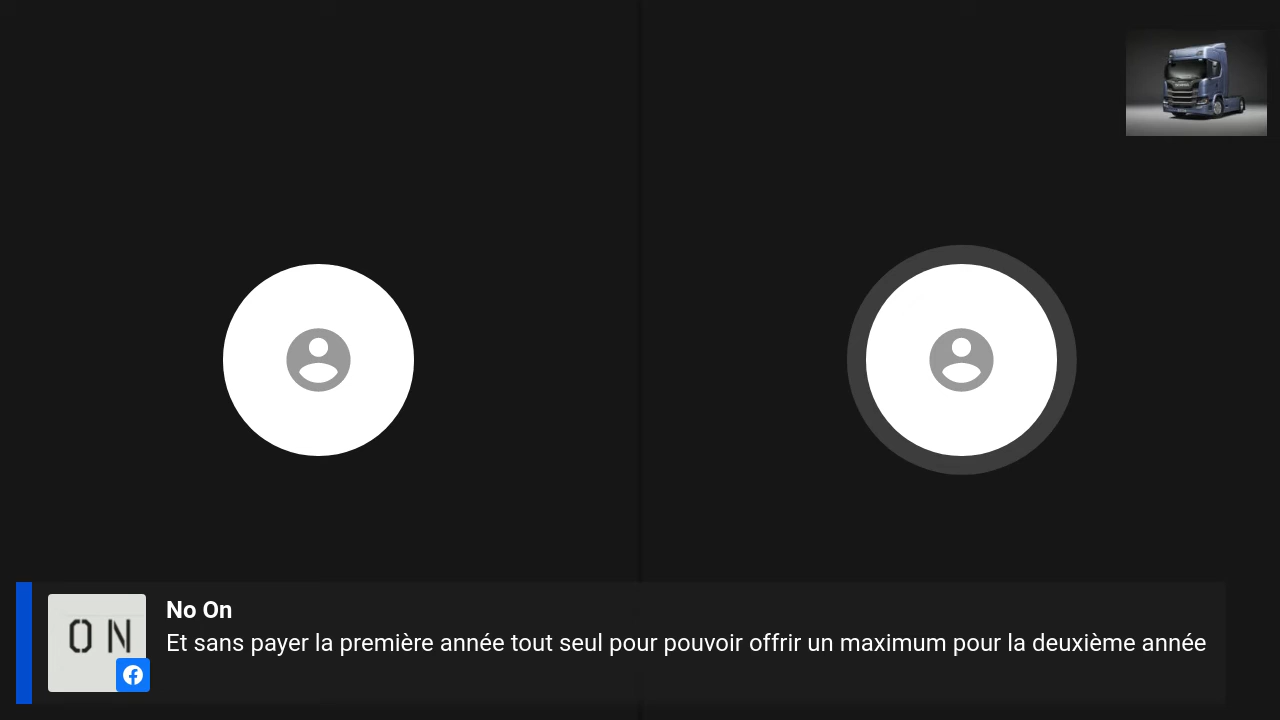 No On
Et sans payer la première année tout seul pour pouvoir offrir un maximum pour la deuxième année
O N